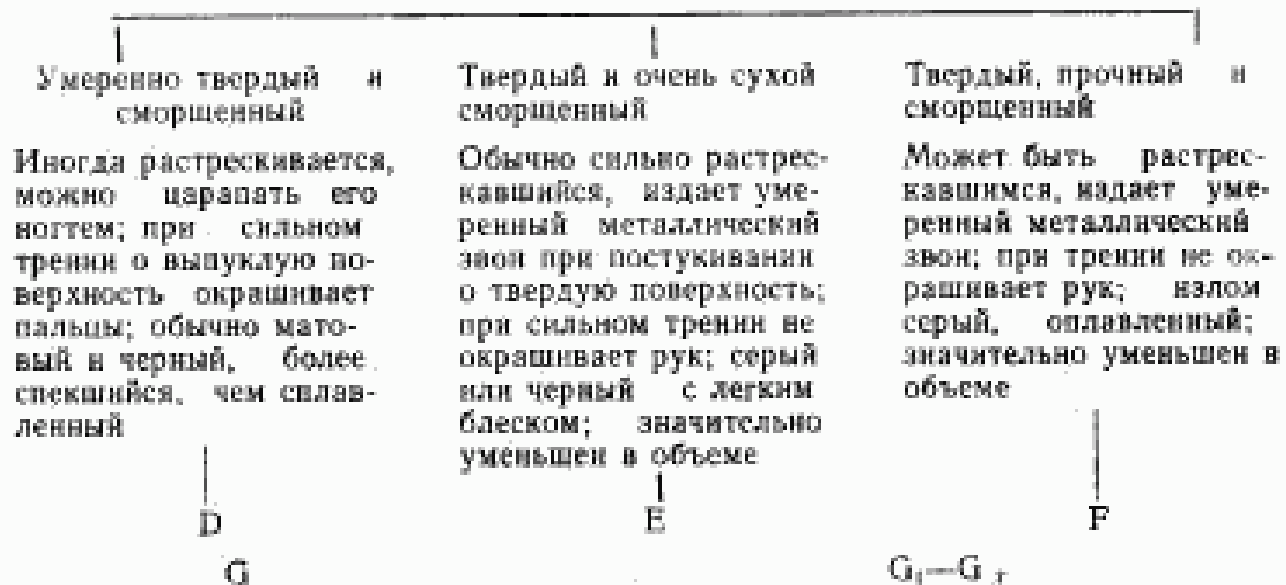 Умеренно твердый и
сморщенный
Иногда растрескивается,
можно царапать его
ногтем; при сильном
трении о выпуклую по-
верхность окрашивает
пальцы; обычно мато-
вый и черный, более
спекшийся, чем сплав-
ленный
D
G
Твердый и очень сухой
сморщенный
Обычно сильно растрес-
кавшийся, издает уме-
ренный металлический
звон при постукивании
о твердую поверхность;
при сильном трении не
окрашивает рук; серый
или черный с легким
блеском; значительно
уменьшен в объеме
E
Твердый, прочный и
сморщенный
Может быть растрес-
кавшимся, издает уме-
ренный металлический
звон; при трении не ок-
рашивает рук; излом
серый, оплавленный;
значительно уменьшен в
объеме
F
G₁—G ₓ